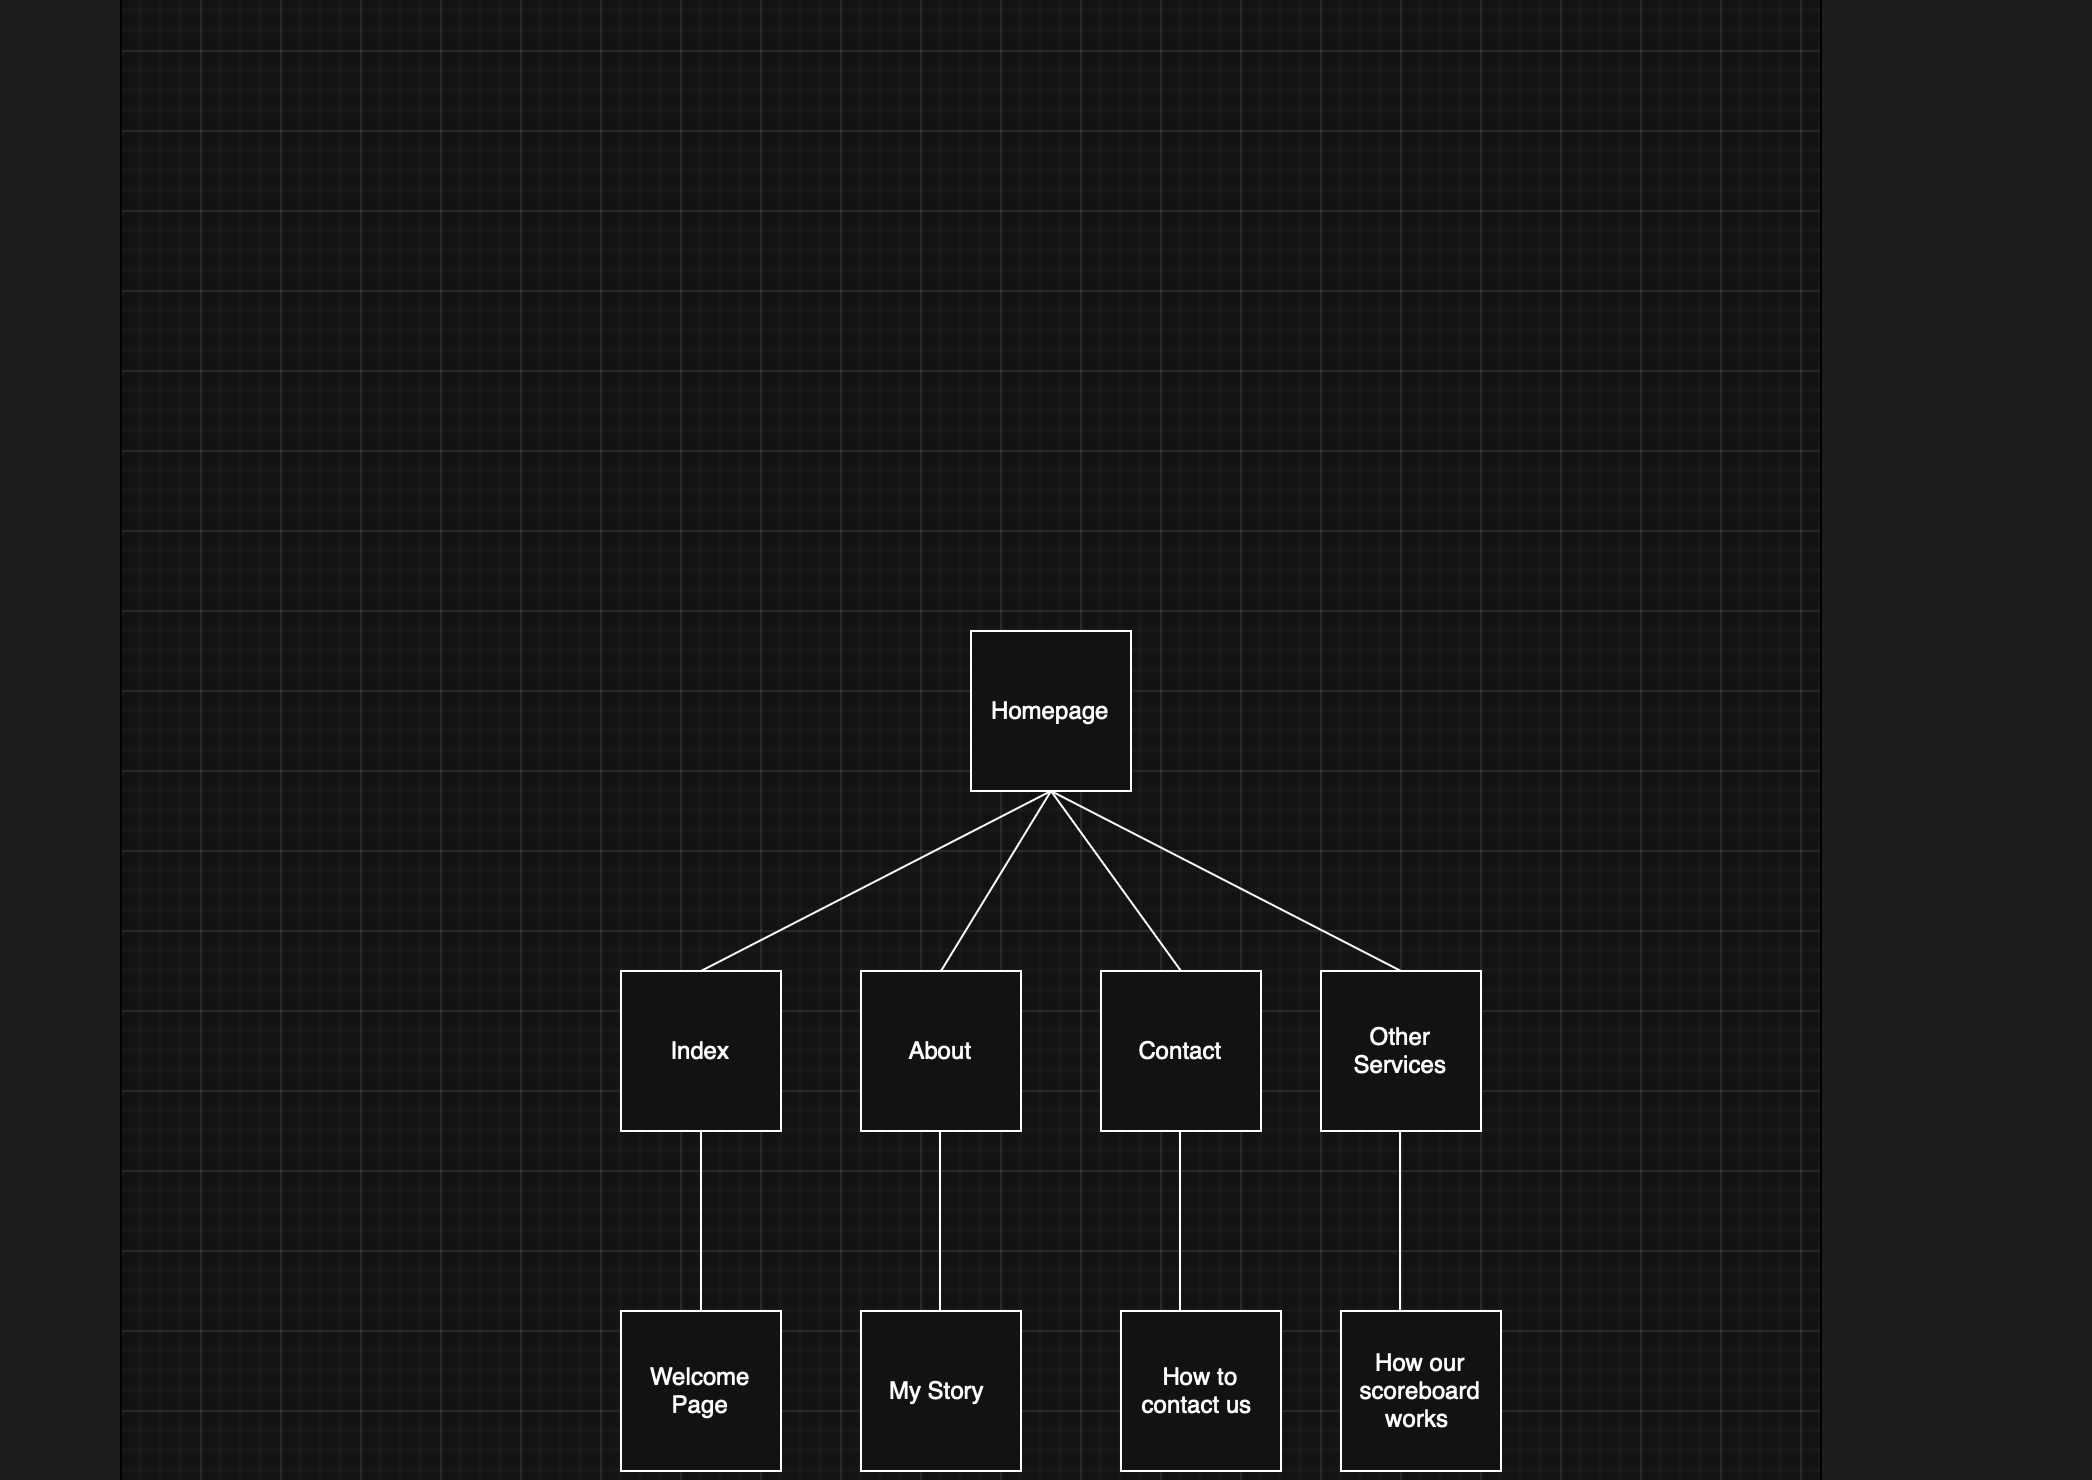 Homepage
Index
About
Contact
Other
Services
Welcome
Page
My Story
How to
contact us
How our
scoreboard
works